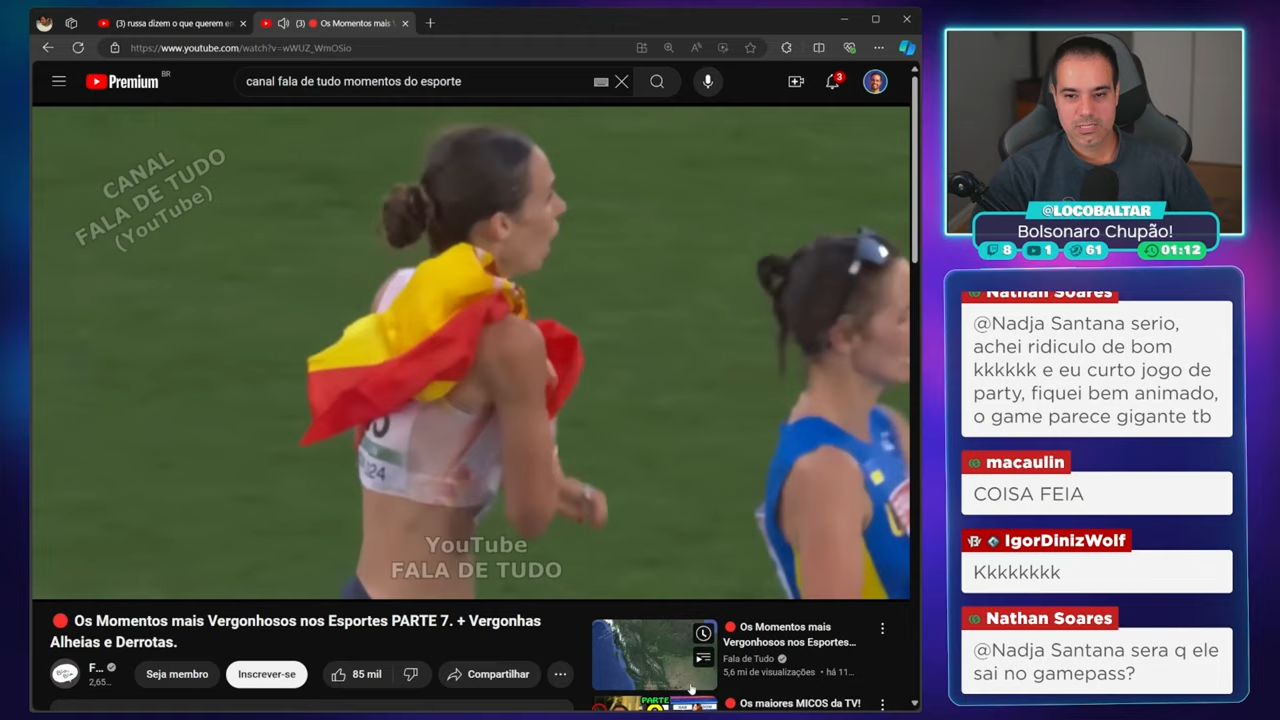 (3) russa dizem o que querem e
(3) 🔴 Os Momentos mais
https://www.youtube.com/watch?v=wWUZ_WmOSio
Premium BR
canal fala de tudo momentos do esporte
3
CANAL
FALA DE TUDO
(YouTube)
24
YouTube
FALA DE TUDO
🔴 Os Momentos mais Vergonhosos nos Esportes PARTE 7. + Vergonhas
Alheias e Derrotas.
F...
2,65...
Seja membro
Inscrever-se
85 mil
Compartilhar
🔴 Os Momentos mais
Vergonhosos nos Esportes...
Fala de Tudo
5,6 mi de visualizações • há 11...
PARTE
🔴 Os maiores MICOS da TV!
@LOCOBALTAR
Bolsonaro Chupão!
8
1
61
01:12
Nathan Soares
@Nadja Santana serio,
achei ridiculo de bom
kkkkkk e eu curto jogo de
party, fiquei bem animado,
o game parece gigante tb
macaulin
COISA FEIA
IgorDinizWolf
Kkkkkkkk
Nathan Soares
@Nadja Santana sera q ele
sai no gamepass?